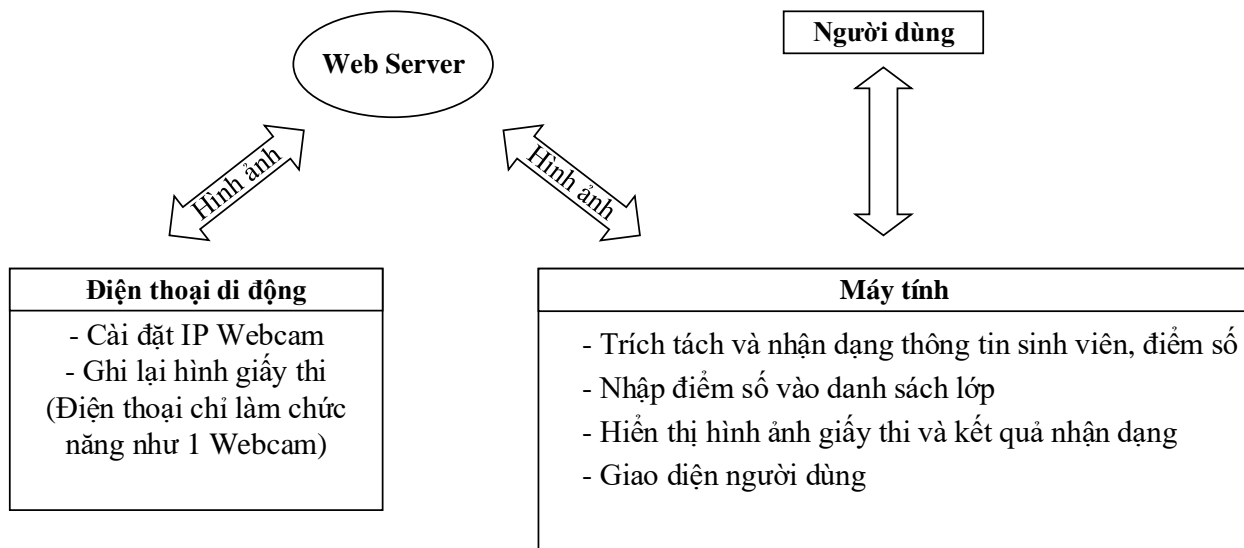 Web Server
Người dùng
Hình ảnh
Hình ảnh
Điện thoại di động
- Cài đặt IP Webcam
- Ghi lại hình giấy thi
(Điện thoại chỉ làm chức
năng như 1 Webcam)
Máy tính
- Trích tách và nhận dạng thông tin sinh viên, điểm số
- Nhập điểm số vào danh sách lớp
- Hiển thị hình ảnh giấy thi và kết quả nhận dạng
- Giao diện người dùng